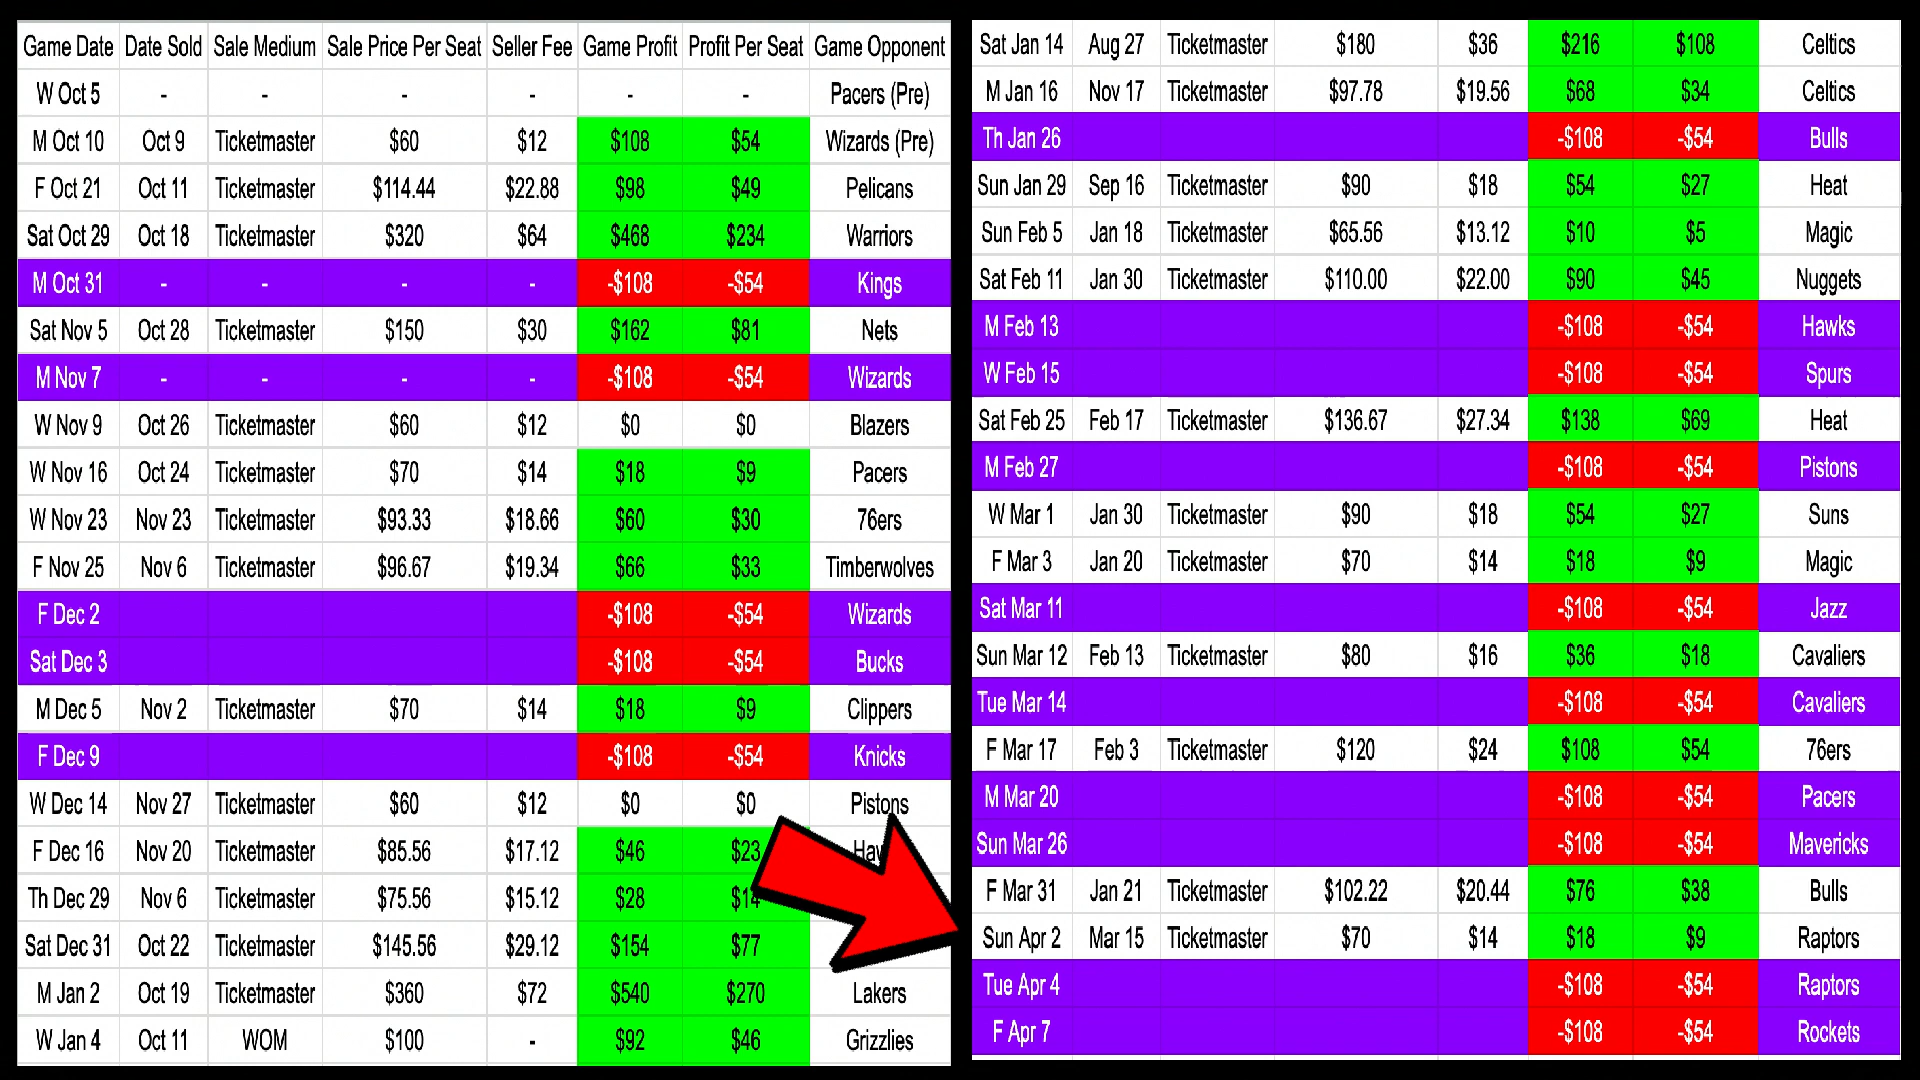 Game Date Date Sold Sale Medium Sale Price Per Seat Seller Fee Game Profit Profit Per Seat Game Opponent
W Oct 5 - - - - - - Pacers (Pre)
M Oct 10 Oct 9 Ticketmaster $60 $12 $108 $54 Wizards (Pre)
F Oct 21 Oct 11 Ticketmaster $114.44 $22.88 $98 $49 Pelicans
Sat Oct 29 Oct 18 Ticketmaster $320 $64 $468 $234 Warriors
M Oct 31 - - - - -$108 -$54 Kings
Sat Nov 5 Oct 28 Ticketmaster $150 $30 $162 $81 Nets
M Nov 7 - - - - -$108 -$54 Wizards
W Nov 9 Oct 26 Ticketmaster $60 $12 $0 $0 Blazers
W Nov 16 Oct 24 Ticketmaster $70 $14 $18 $9 Pacers
W Nov 23 Nov 23 Ticketmaster $93.33 $18.66 $60 $30 76ers
F Nov 25 Nov 6 Ticketmaster $96.67 $19.34 $66 $33 Timberwolves
F Dec 2 -$108 -$54 Wizards
Sat Dec 3 -$108 -$54 Bucks
M Dec 5 Nov 2 Ticketmaster $70 $14 $18 $9 Clippers
F Dec 9 -$108 -$54 Knicks
W Dec 14 Nov 27 Ticketmaster $60 $12 $0 $0 Pistons
F Dec 16 Nov 20 Ticketmaster $85.56 $17.12 $46 $23
Th Dec 29 Nov 6 Ticketmaster $75.56 $15.12 $28 $14
Sat Dec 31 Oct 22 Ticketmaster $145.56 $29.12 $154 $77
M Jan 2 Oct 19 Ticketmaster $360 $72 $540 $270 Lakers
W Jan 4 Oct 11 WOM $100 - $92 $46 Grizzlies
Sat Jan 14 Aug 27 Ticketmaster $180 $36 $216 $108 Celtics
M Jan 16 Nov 17 Ticketmaster $97.78 $19.56 $68 $34 Celtics
Th Jan 26 -$108 -$54 Bulls
Sun Jan 29 Sep 16 Ticketmaster $90 $18 $54 $27 Heat
Sun Feb 5 Jan 18 Ticketmaster $65.56 $13.12 $10 $5 Magic
Sat Feb 11 Jan 30 Ticketmaster $110.00 $22.00 $90 $45 Nuggets
M Feb 13 -$108 -$54 Hawks
W Feb 15 -$108 -$54 Spurs
Sat Feb 25 Feb 17 Ticketmaster $136.67 $27.34 $138 $69 Heat
M Feb 27 -$108 -$54 Pistons
W Mar 1 Jan 30 Ticketmaster $90 $18 $54 $27 Suns
F Mar 3 Jan 20 Ticketmaster $70 $14 $18 $9 Magic
Sat Mar 11 -$108 -$54 Jazz
Sun Mar 12 Feb 13 Ticketmaster $80 $16 $36 $18 Cavaliers
Tue Mar 14 -$108 -$54 Cavaliers
F Mar 17 Feb 3 Ticketmaster $120 $24 $108 $54 76ers
M Mar 20 -$108 -$54 Pacers
Sun Mar 26 -$108 -$54 Mavericks
F Mar 31 Jan 21 Ticketmaster $102.22 $20.44 $76 $38 Bulls
Sun Apr 2 Mar 15 Ticketmaster $70 $14 $18 $9 Raptors
Tue Apr 4 -$108 -$54 Raptors
F Apr 7 -$108 -$54 Rockets